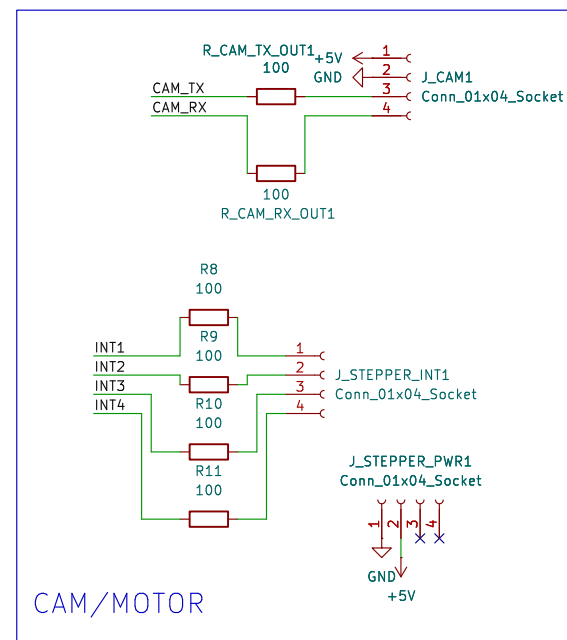 R_CAM_TX_OUT1
100
+5V
GND
1
2
3
4
J_CAM1
Conn_01x04_Socket
CAM_TX
CAM_RX
100
R_CAM_RX_OUT1
R8
100
R9
100
INT1
INT2
INT3
INT4
1
2
3
4
J_STEPPER_INT1
Conn_01x04_Socket
R10
100
R11
100
J_STEPPER_PWR1
Conn_01x04_Socket
1
2
3
4
GND
+5V
CAM/MOTOR